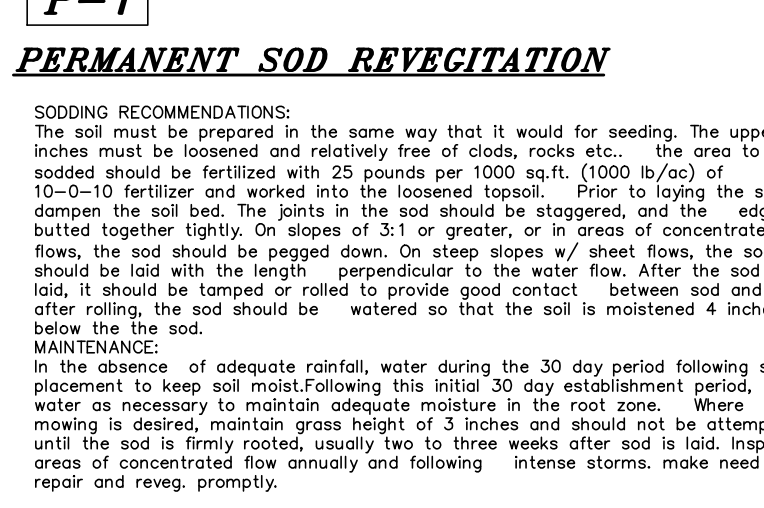 P-1
PERMANENT SOD REVEGITATION
SODDING RECOMMENDATIONS:
The soil must be prepared in the same way that it would for seeding. The
inches must be loosened and relatively free of clods, rocks etc.. the area to
sodded should be fertilized with 25 pounds per 1000 sq.ft. (1000 lb/ac) of
10-0-10 fertilizer and worked into the loosened topsoil. Prior to laying the
dampen the soil bed. The joints in the sod should be staggered, and the
butted together tightly. On slopes of 3:1 or greater, or in areas of
flows, the sod should be pegged down. On steep slopes w/ sheet flows, the
should be laid with the length perpendicular to the water flow. After the sod
laid, it should be tamped or rolled to provide good contact between sod and
after rolling, the sod should be watered so that the soil is moistened 4
below the the sod.
MAINTENANCE:
In the absence of adequate rainfall, water during the 30 day period following
placement to keep soil moist.Following this initial 30 day establishment period,
water as necessary to maintain adequate moisture in the root zone. Where
mowing is desired, maintain grass height of 3 inches and should not be
until the sod is firmly rooted, usually two to three weeks after sod is laid.
areas of concentrated flow annually and following intense storms. make need
repair and reveg. promptly.